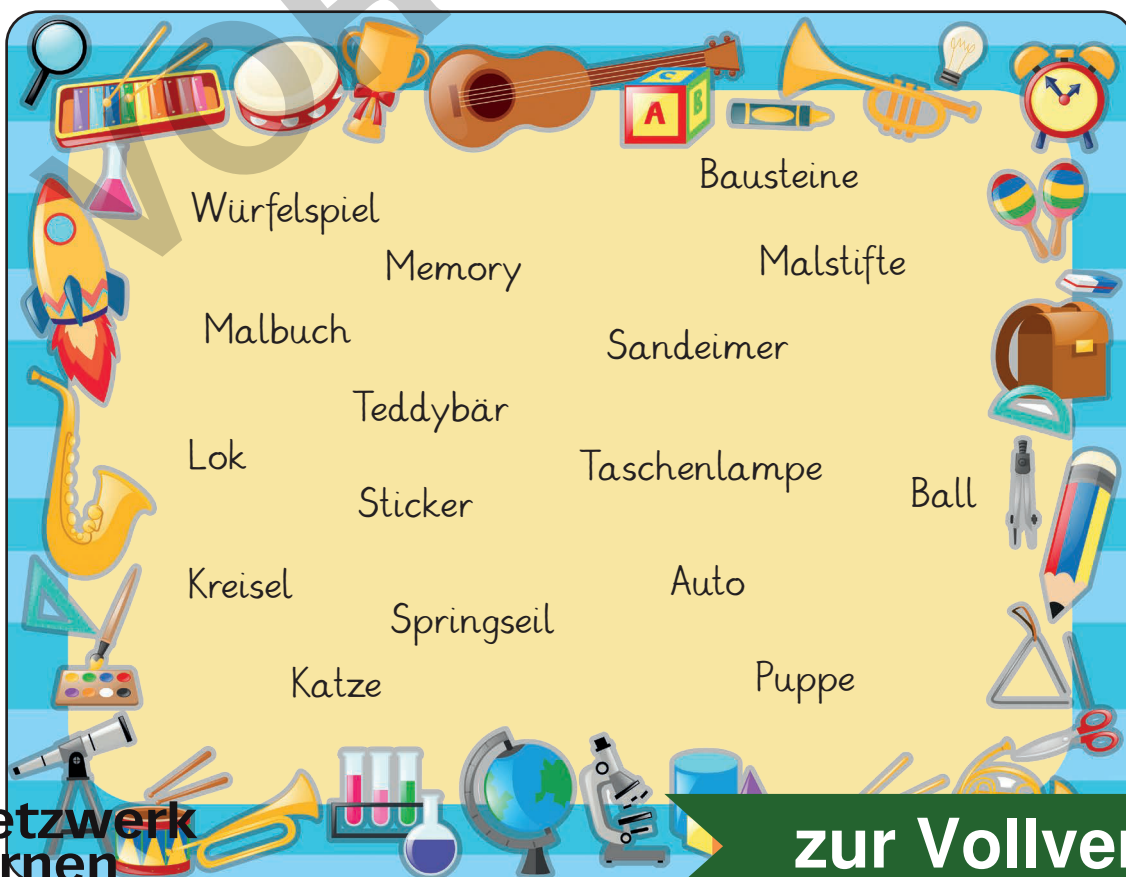 A B C
Würfelspiel
Bausteine
Memory
Malstifte
Malbuch
Sandeimer
Teddybär
Lok
Taschenlampe
Sticker
Ball
Kreisel
Auto
Springseil
Katze
Puppe
etzwerk
rnen
zur Vollver